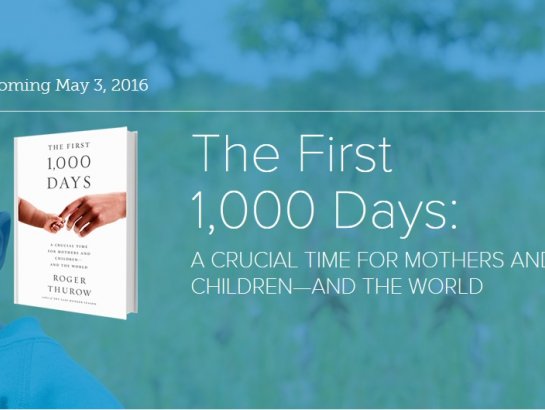 oming May 3, 2016
THE FIRST
1,000
DAYS
A CRUCIAL TIME
FOR MOTHERS AND
CHILDREN—
AND THE WORLD
ROGER
THUROW
The First
1,000 Days:
A CRUCIAL TIME FOR MOTHERS AND
CHILDREN—AND THE WORLD